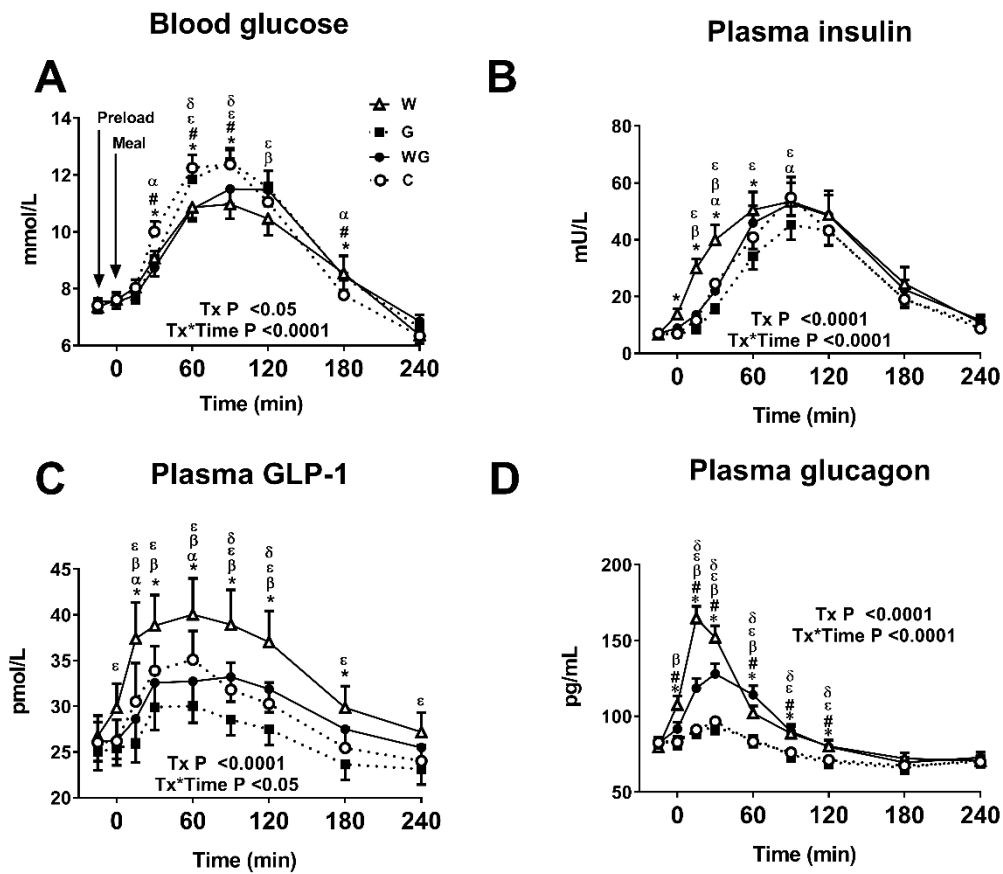 Blood glucose
A
14
12
10
8
6
mmol/L
Preload
Meal
α
#
*
δ
ε
#
*
δ
ε
#
*
ε
β
α
#
*
W
G
WG
C
Tx P <0.05
Tx*Time P <0.0001
0 60 120 180 240
Time (min)
Plasma insulin
B
80
60
40
20
0
mU/L
*
ε
β
*
ε
β
α
*
ε
*
ε
α
Tx P <0.0001
Tx*Time P <0.0001
0 60 120 180 240
Time (min)
C
Plasma GLP-1
45
40
35
30
25
20
pmol/L
ε
ε
β
α
*
ε
β
*
ε
β
α
*
δ
ε
β
*
δ
ε
β
*
ε
*
ε
Tx P <0.0001
Tx*Time P <0.05
0 60 120 180 240
Time (min)
D
Plasma glucagon
200
150
100
50
pg/mL
β
#
*
δ
ε
β
#
*
δ
ε
β
#
*
δ
ε
β
#
*
δ
ε
#
*
δ
ε
#
*
Tx P <0.0001
Tx*Time P <0.0001
0 60 120 180 240
Time (min)